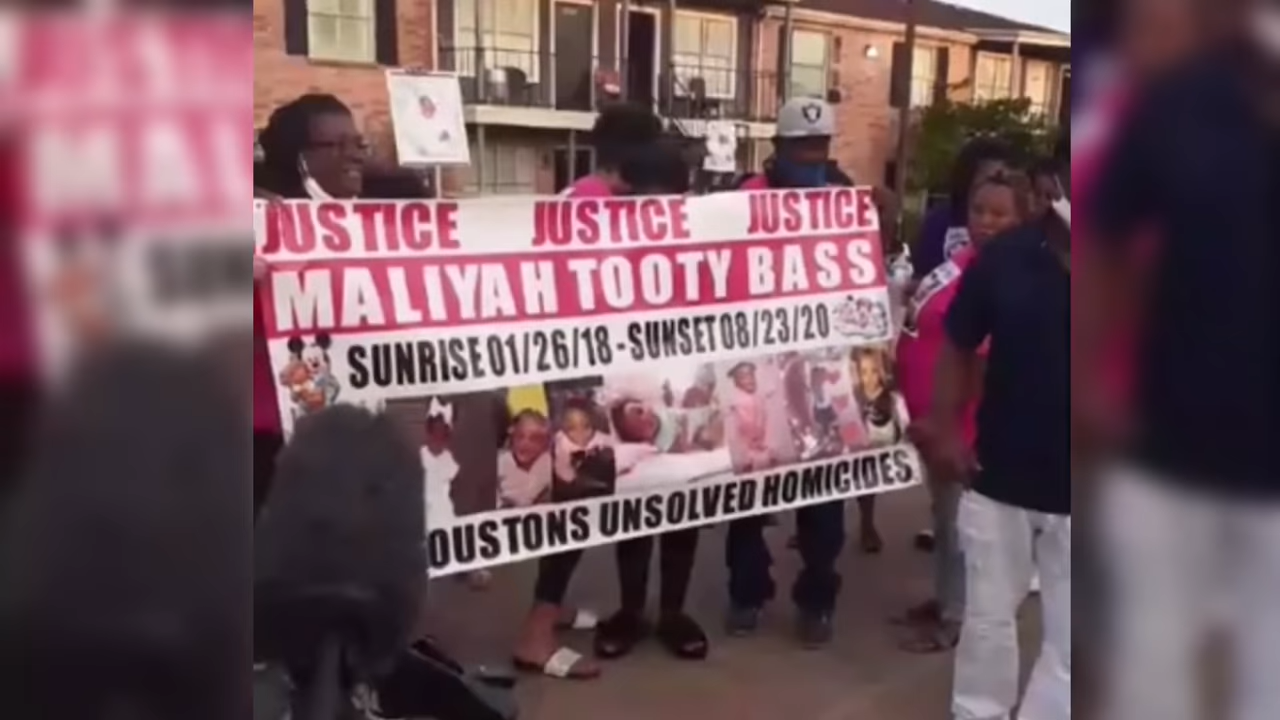 JUSTICE JUSTICE JUSTICE
MALIYAH TOOTY BASS
SUNRISE 01/26/18 - SUNSET 08/23/20
OUSTONS UNSOLVED HOMICIDES